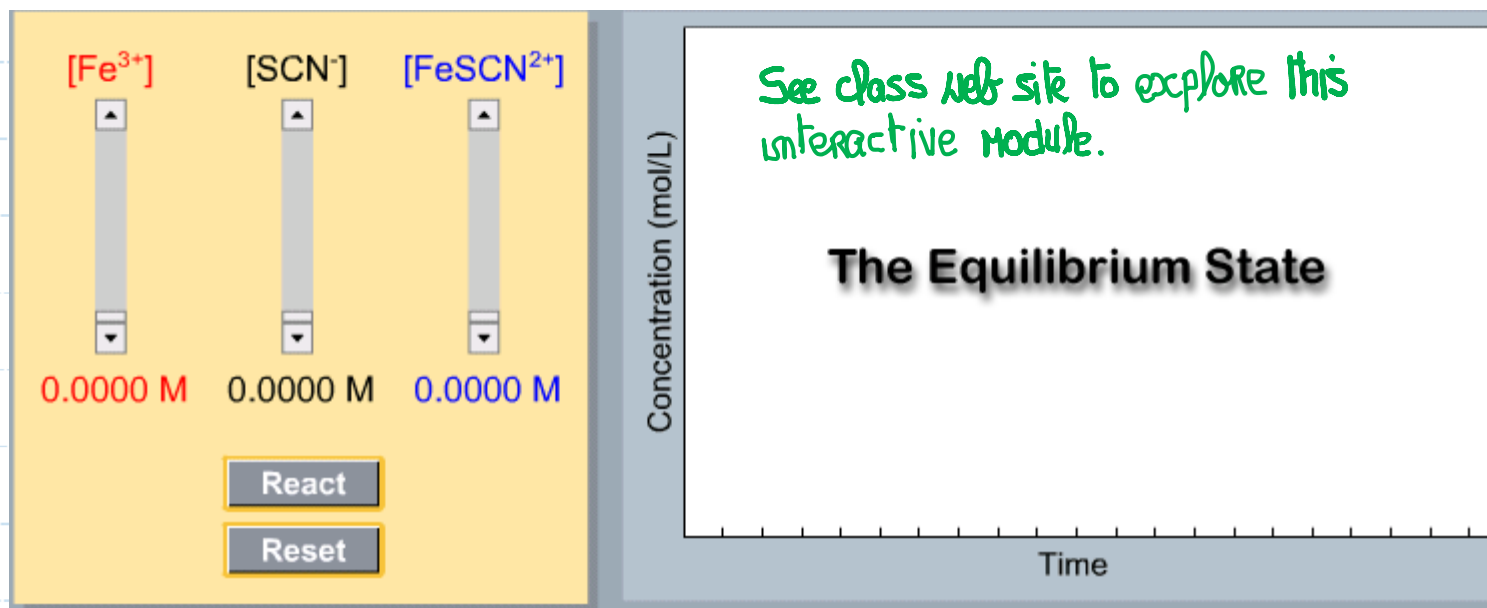 [Fe³⁺] [SCN⁻] [FeSCN²⁺]
0.0000 M 0.0000 M 0.0000 M
React
Reset
Concentration (mol/L)
See class web site to explore this
interactive module.
The Equilibrium State
Time